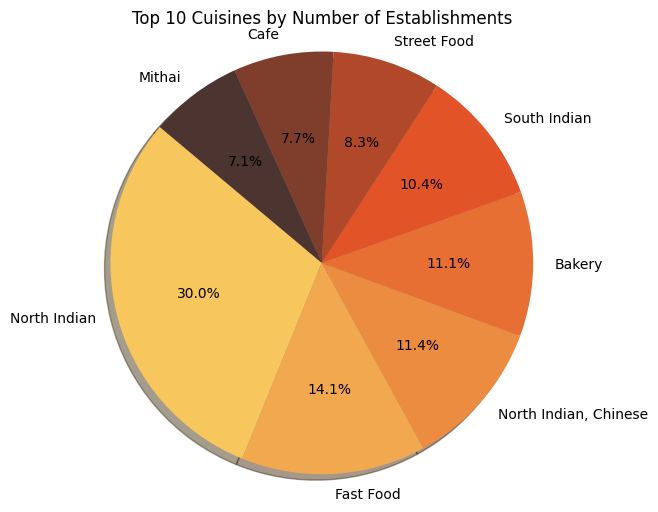 Top 10 Cuisines by Number of Establishments
Cafe
Street Food
Mithai
South Indian
7.7%
8.3%
7.1%
10.4%
Bakery
11.1%
30.0%
North Indian
11.4%
14.1%
North Indian, Chinese
Fast Food